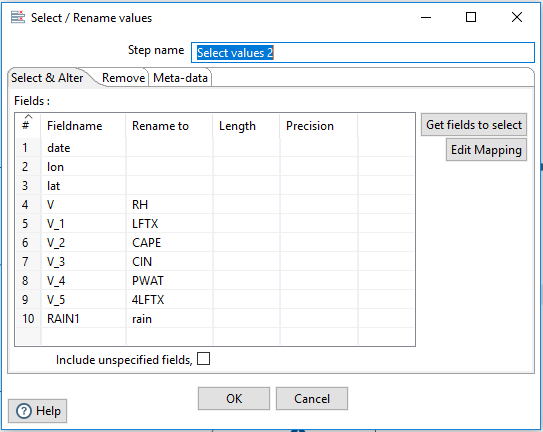 Select / Rename values
Step name Select values 2
Select & Alter Remove Meta-data
Fields :
# Fieldname Rename to Length Precision
Get fields to select
1 date
Edit Mapping
2 lon
3 lat
4 V RH
5 V_1 LFTX
6 V_2 CAPE
7 V_3 CIN
8 V_4 PWAT
9 V_5 4LFTX
10 RAIN1 rain
Include unspecified fields,
OK Cancel
? Help